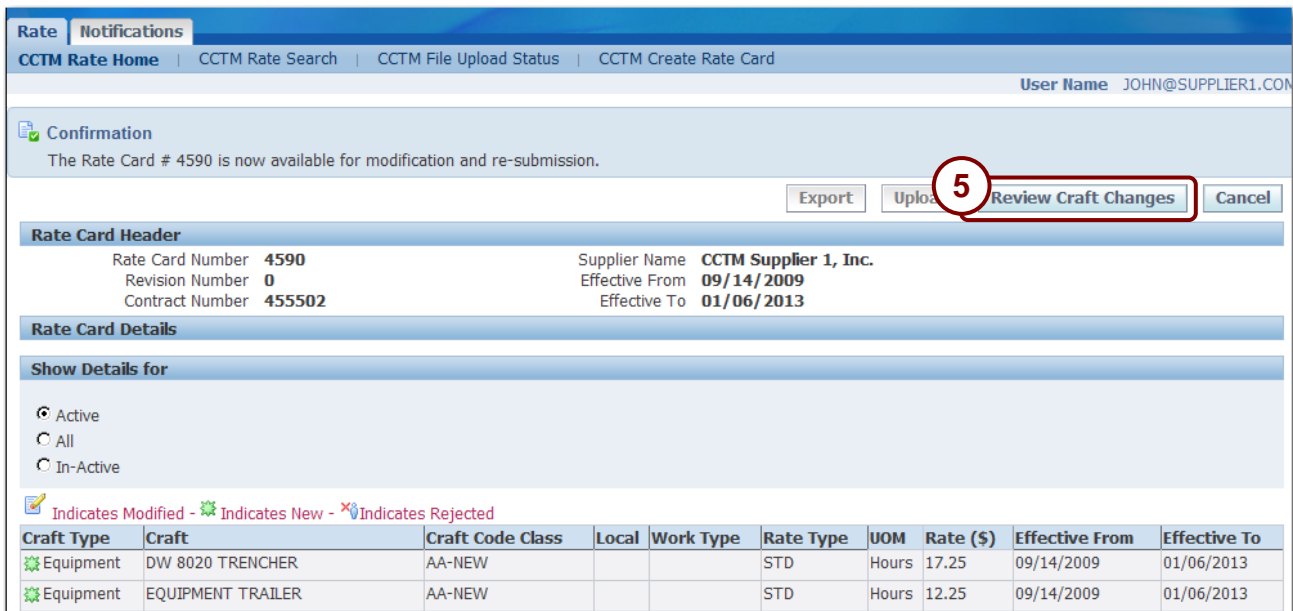 Rate Notifications
CCTM Rate Home | CCTM Rate Search | CCTM File Upload Status | CCTM Create Rate Card
User Name JOHN@SUPPLIER1.COM
Confirmation
The Rate Card # 4590 is now available for modification and re-submission.
Export 5 Review Craft Changes Cancel
Rate Card Header
Rate Card Number 4590 Supplier Name CCTM Supplier 1, Inc.
Revision Number 0 Effective From 09/14/2009
Contract Number 455502 Effective To 01/06/2013
Rate Card Details
Show Details for
Active
All
In-Active
Indicates Modified - Indicates New - Indicates Rejected
Craft Type Craft Craft Code Class Local Work Type Rate Type UOM Rate ($) Effective From Effective To
Equipment DW 8020 TRENCHER AA-NEW STD Hours 17.25 09/14/2009 01/06/2013
Equipment EQUIPMENT TRAILER AA-NEW STD Hours 12.25 09/14/2009 01/06/2013